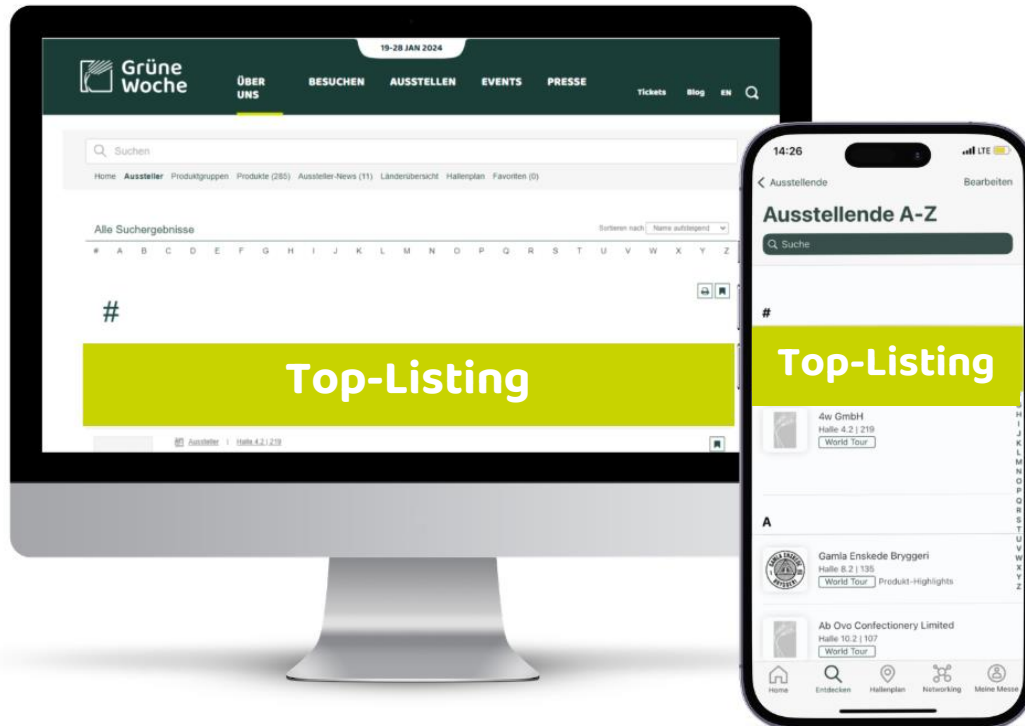 19-28 JAN 2024
Grüne
Woche
ÜBER
UNS
BESUCHEN
AUSSTELLEN
EVENTS
PRESSE
Tickets
Blog
EN
Suchen
Home Aussteller Produktgruppen Produkte (285) Aussteller-News (11) Länderübersicht Hallenplan Favoriten (0)
Alle Suchergebnisse
Sortieren nach Name aufsteigend
# A B C D E F G H I J K L M N O P Q R S T U V W X Y Z
#
Top-Listing
Aussteller
Halle 4.2 | 219
14:26
LTE
Ausstellende
Bearbeiten
Ausstellende A-Z
Suche
#
Top-Listing
4w GmbH
Halle 4.2 | 219
World Tour
A
Gamla Enskede Bryggeri
Halle 8.2 | 135
World Tour Produkt-Highlights
Ab Ovo Confectionery Limited
Halle 10.2 | 107
World Tour
H
I
J
K
L
M
N
O
P
Q
R
S
T
U
V
W
X
Y
Z
Home
Entdecken
Hallenplan
Networking
Meine Messe